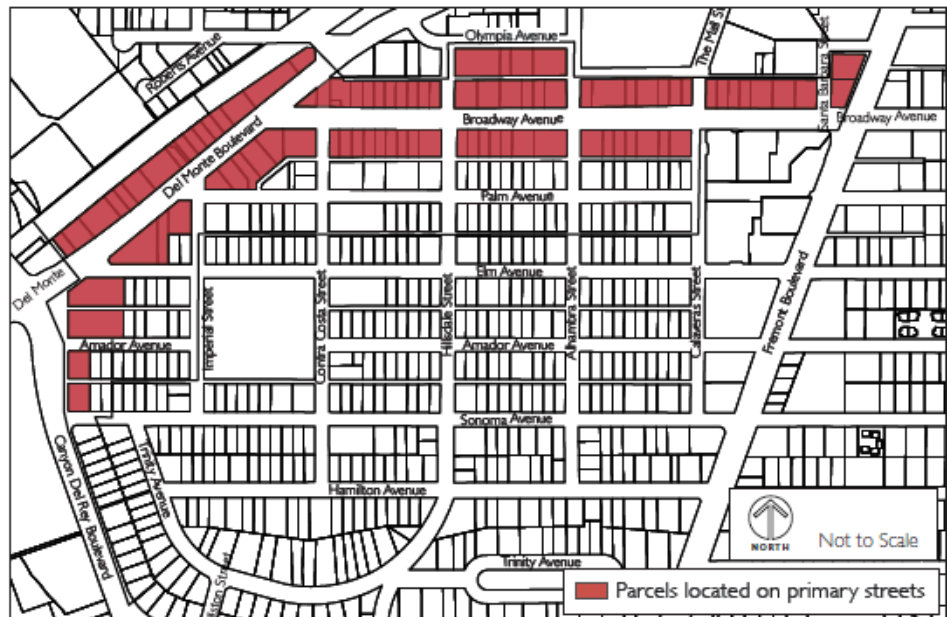 Olympia Avenue
The Mall St
Santa Barbara Street
Roberts Avenue
Broadway Avenue
Broadway Avenue
Del Monte Boulevard
Palm Avenue
Del Monte
Elm Avenue
Imperial Street
Contra Costa Street
Hillsdale Street
Alhambra Street
Calaveras Street
Fremont Boulevard
Amador Avenue
Amador Avenue
Sonoma Avenue
Canyon Del Rey Boulevard
Trinity Avenue
Hamilton Avenue
Trinity Avenue
NORTH
Not to Scale
Parcels located on primary streets